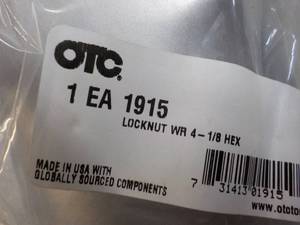 OTC
1 EA 1915
LOCKNUT WR 4-1/8 HEX
MADE IN USA WITH
GLOBALLY SOURCED COMPONENTS
7 31413 01915
www.ototo